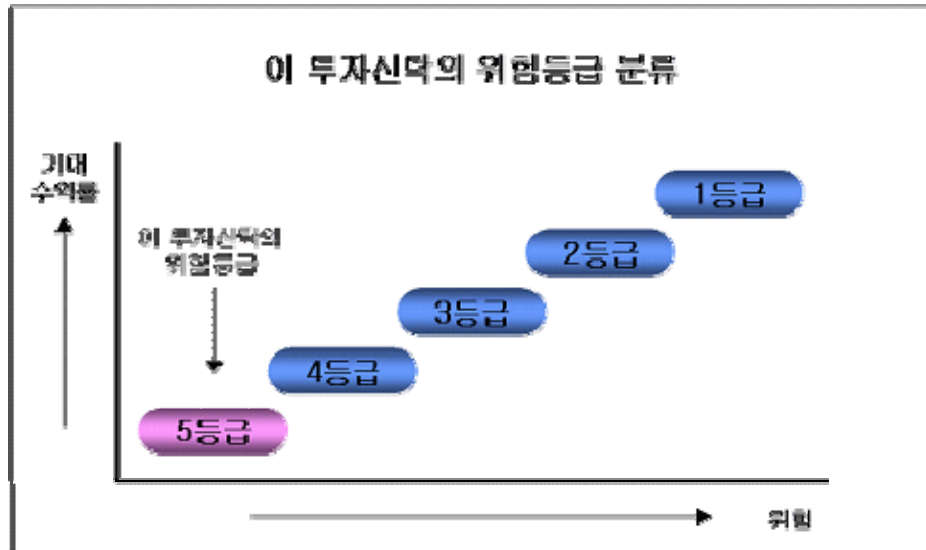 이 투자신탁의 위험등급 분류
기대
수익률
이 투자신탁의
위험등급
1등급
2등급
3등급
4등급
5등급
위험